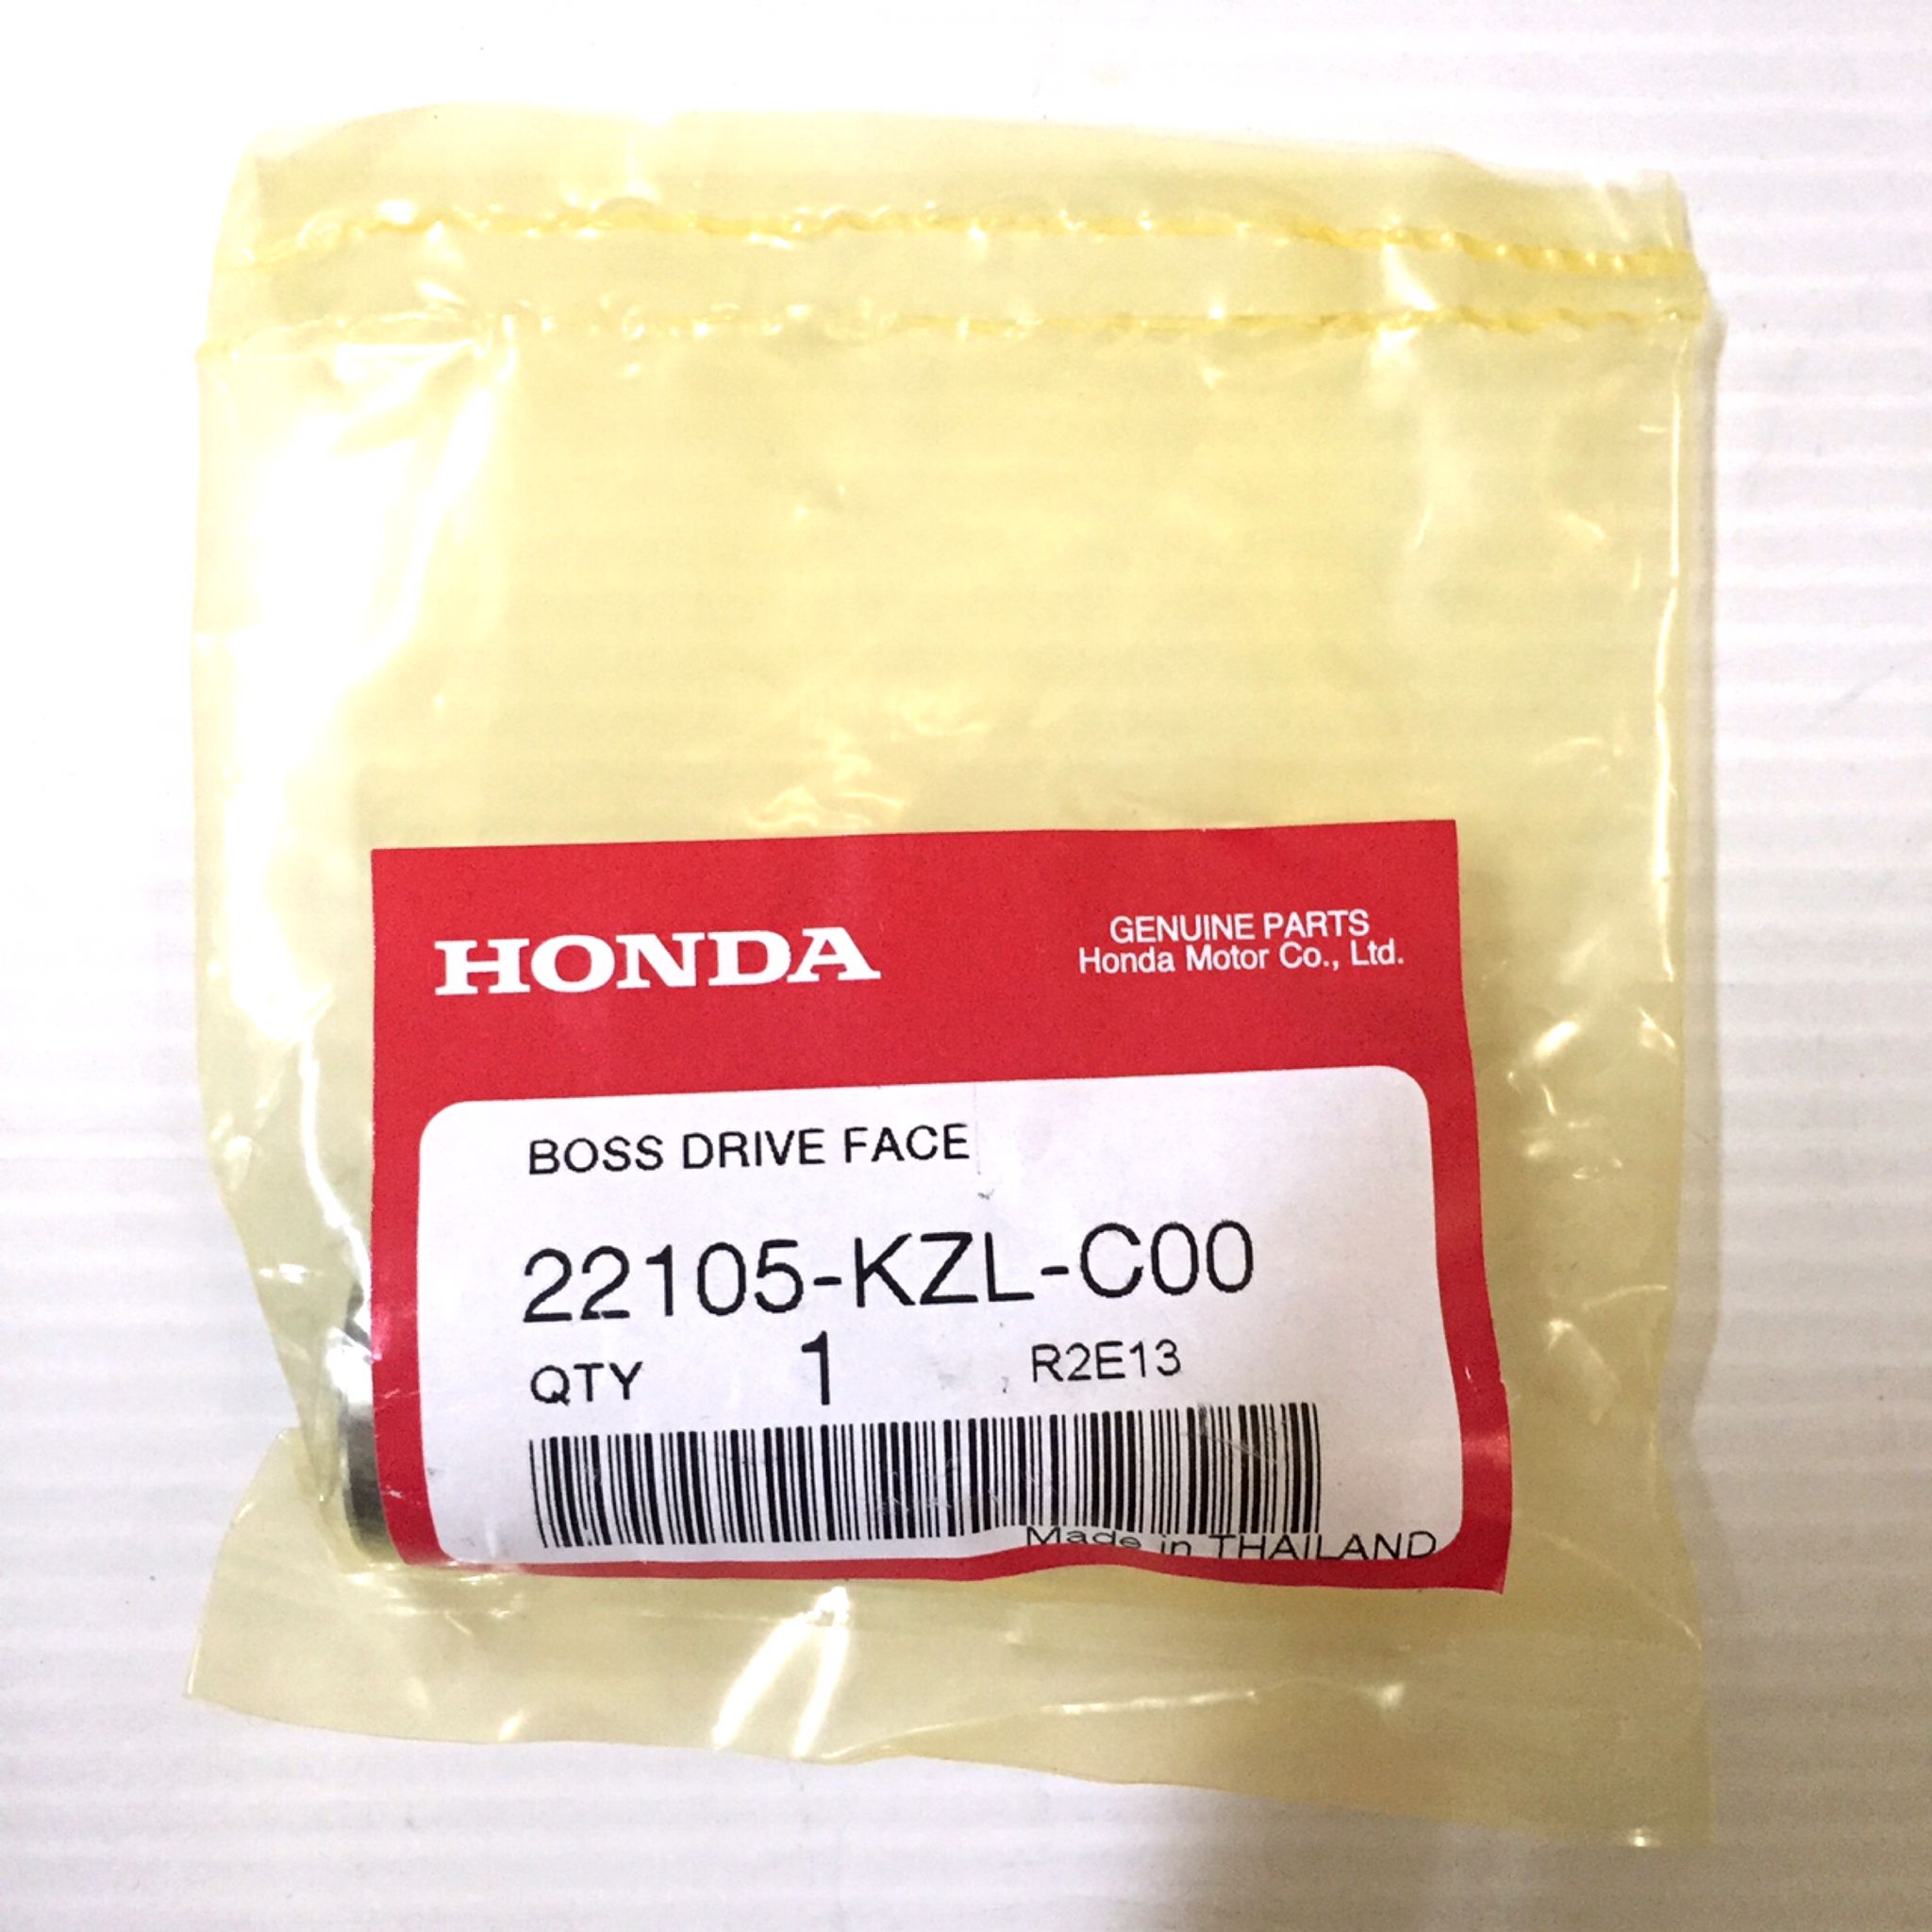 HONDA
GENUINE PARTS
Honda Motor Co., Ltd.
BOSS DRIVE FACE
22105-KZL-C00
QTY 1 R2E13
Made in THAILAND